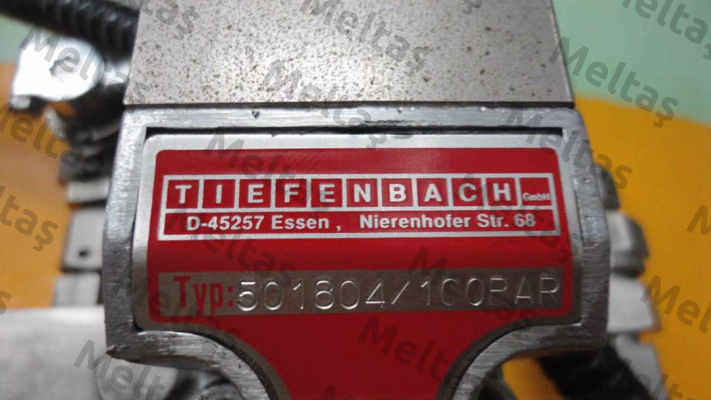 TIEFENBACH GmbH
D-45257 Essen , Nierenhofer Str. 68
Typ: 501804/100BAR
Meltaş